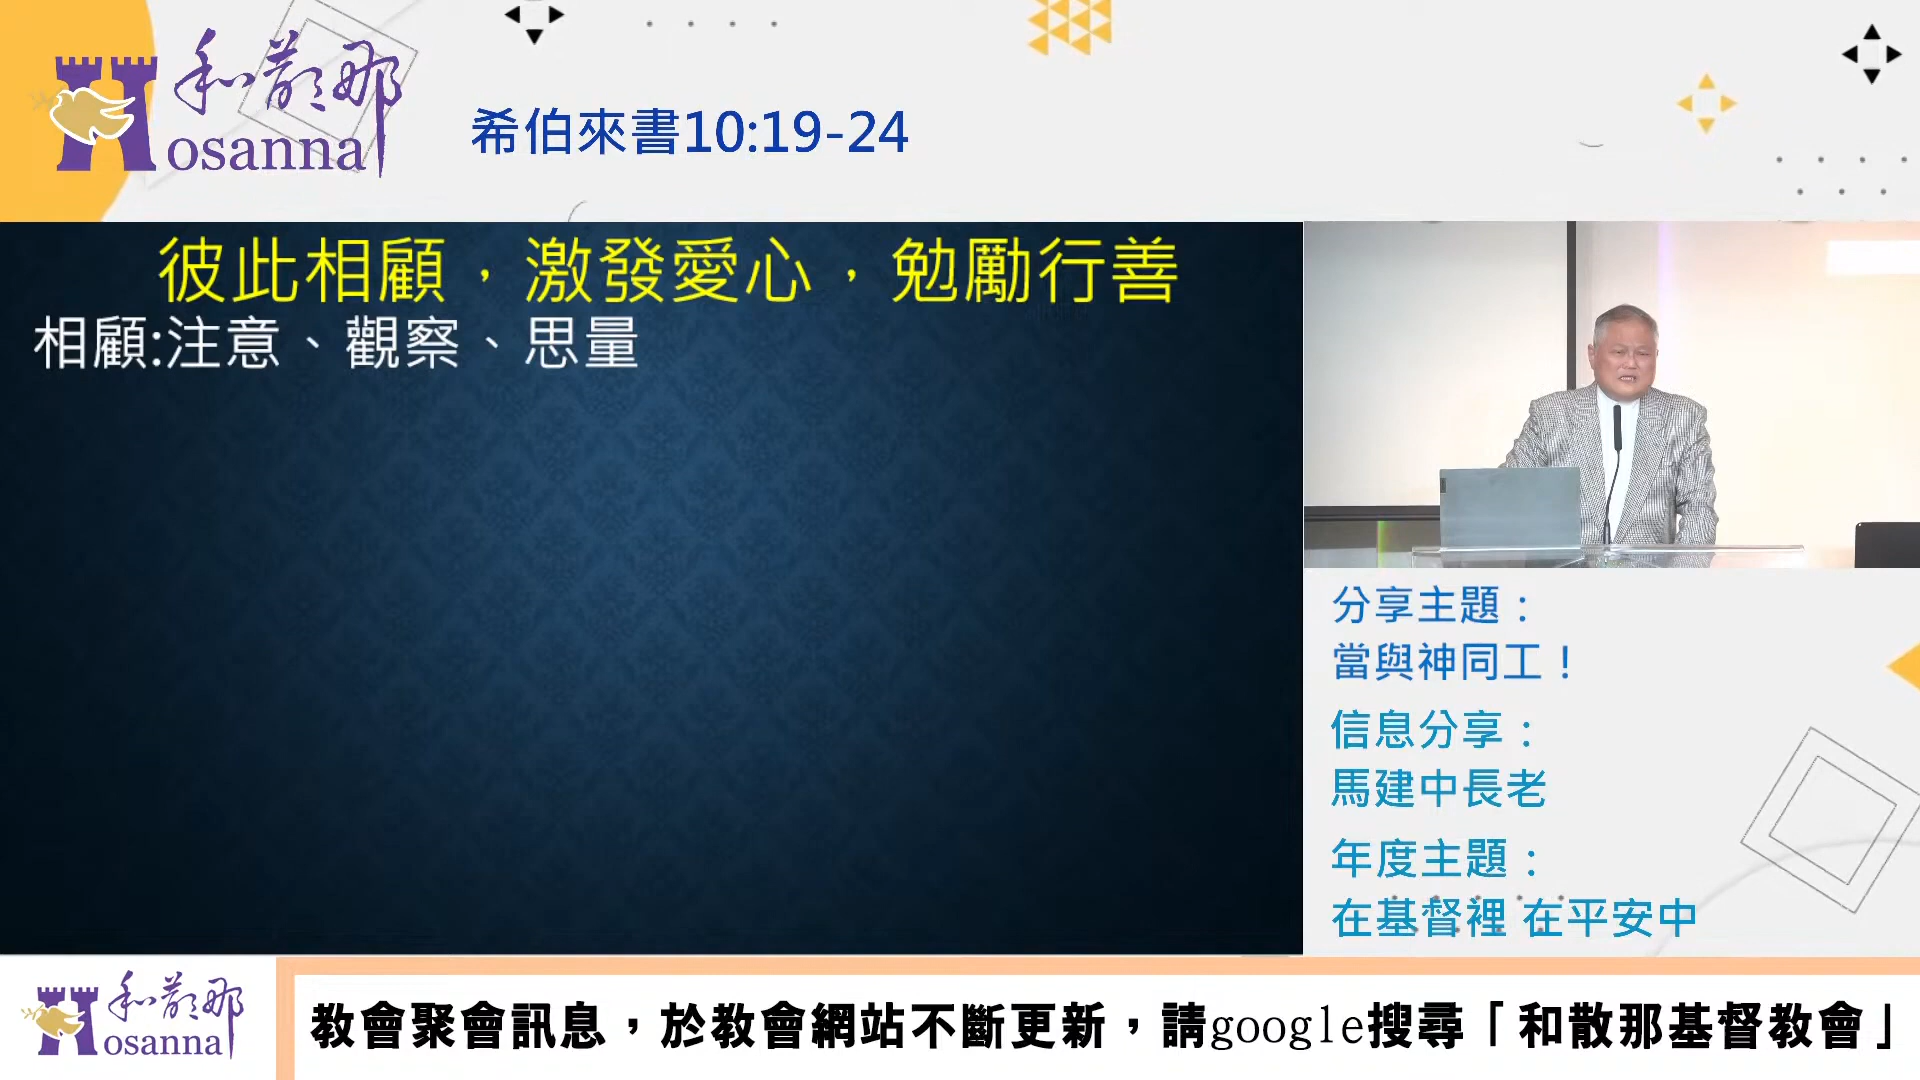 和散那
Hosanna
希伯來書10:19-24
彼此相顧，激發愛心，勉勵行善
相顧:注意、觀察、思量
分享主題：
當與神同工！
信息分享：
馬建中長老
年度主題：
在基督裡 在平安中
和散那
Hosanna
教會聚會訊息，於教會網站不斷更新，請google搜尋「和散那基督教會」